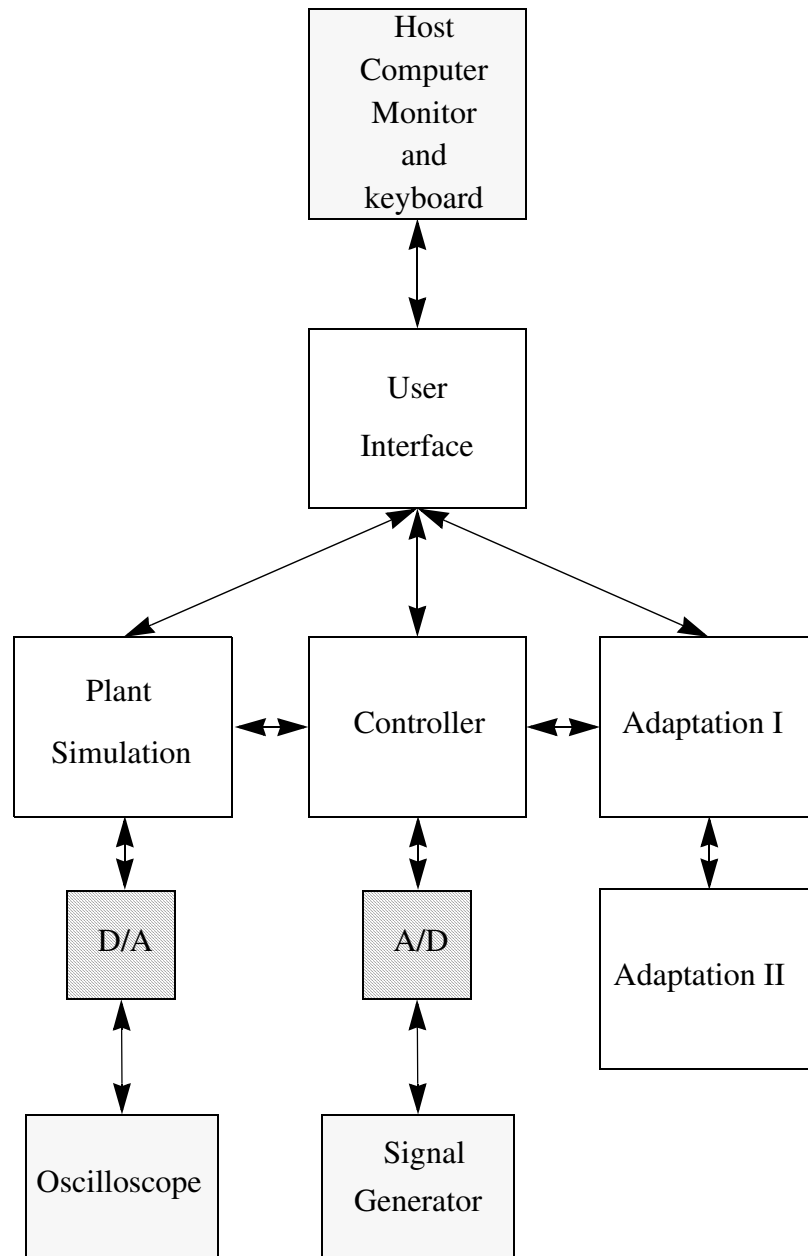 Host
Computer
Monitor
and
keyboard
User
Interface
Plant
Simulation
Controller
Adaptation I
D/A
A/D
Adaptation II
Oscilloscope
Signal
Generator